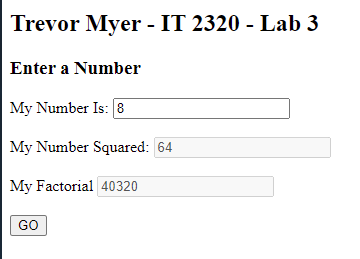 Trevor Myer - IT 2320 - Lab 3
Enter a Number
My Number Is: 8
My Number Squared: 64
My Factorial 40320
GO